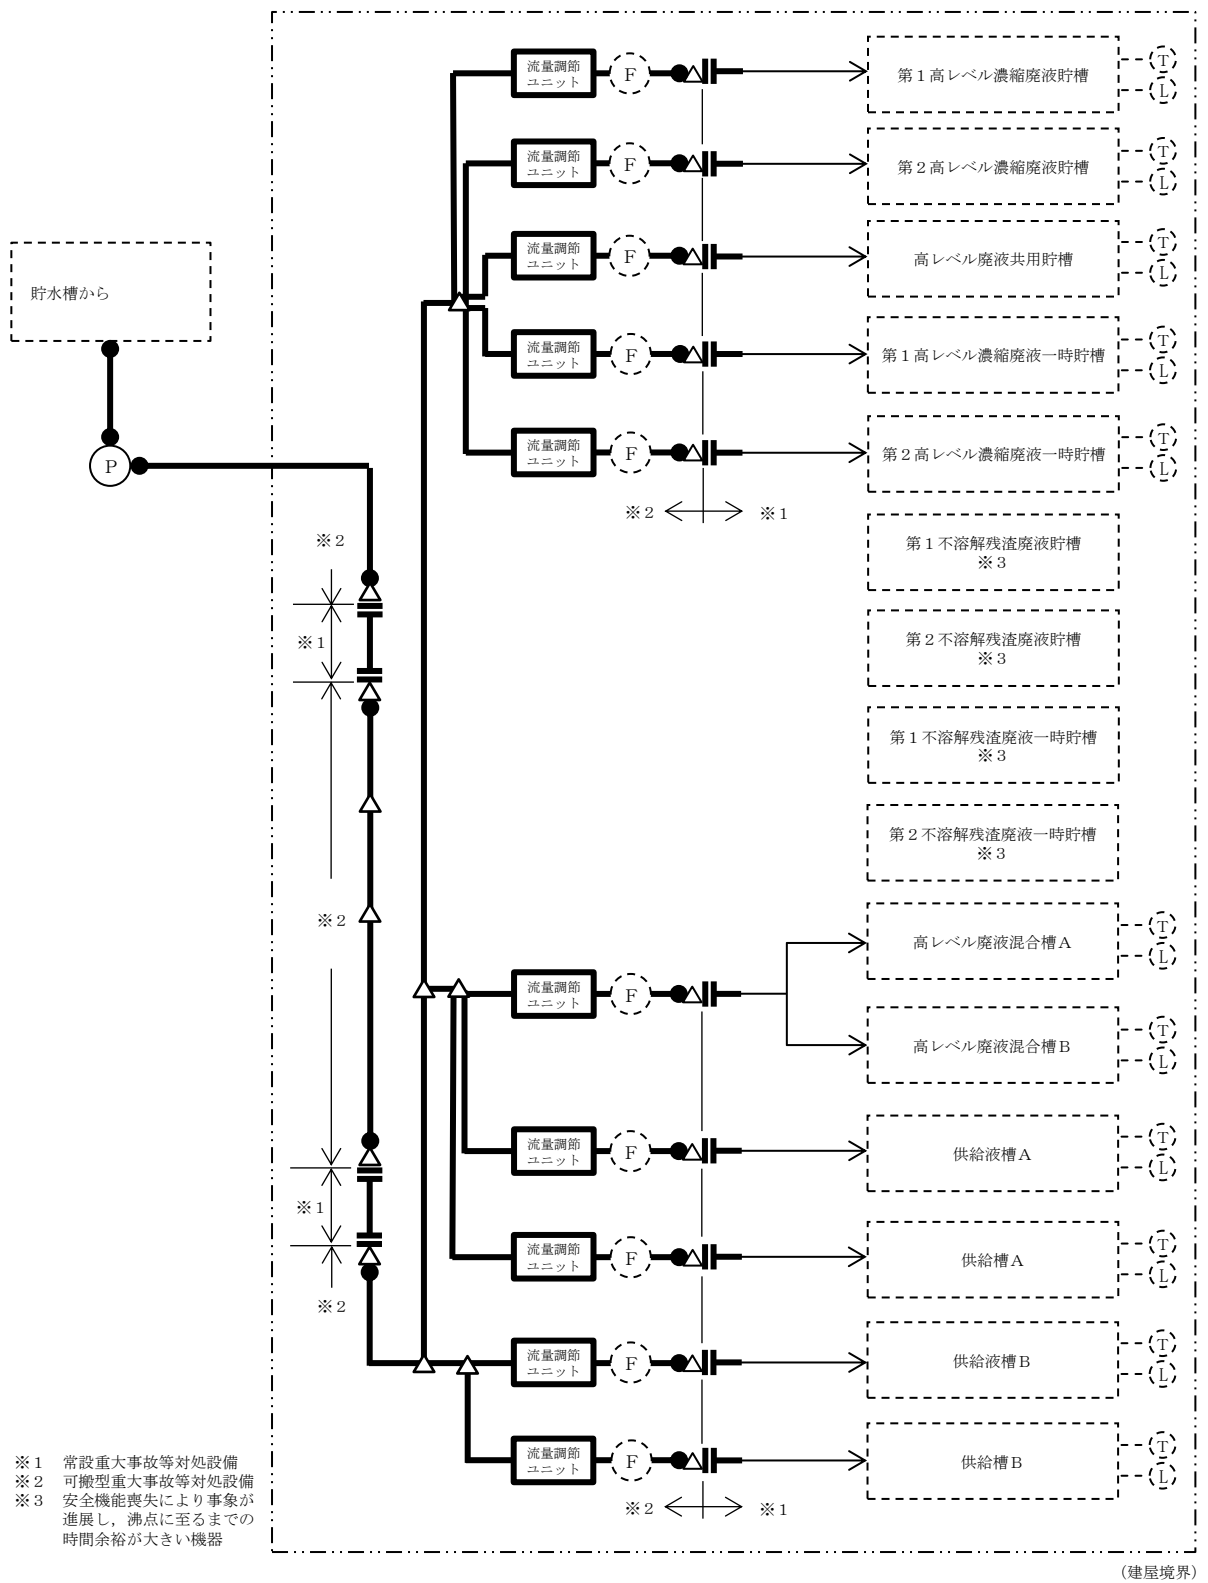 流量調節
ユニット
F
第１高レベル濃縮廃液貯槽
T
L
流量調節
ユニット
F
第２高レベル濃縮廃液貯槽
T
L
流量調節
ユニット
F
高レベル廃液共用貯槽
T
L
貯水槽から
流量調節
ユニット
F
第１高レベル濃縮廃液一時貯槽
T
L
流量調節
ユニット
F
第２高レベル濃縮廃液一時貯槽
T
L
P
※２
※１
※２
第１不溶解残渣廃液貯槽
※３
※１
第２不溶解残渣廃液貯槽
※３
第１不溶解残渣廃液一時貯槽
※３
第２不溶解残渣廃液一時貯槽
※３
※２
高レベル廃液混合槽Ａ
T
L
流量調節
ユニット
F
高レベル廃液混合槽Ｂ
T
L
流量調節
ユニット
F
供給液槽Ａ
T
L
※１
流量調節
ユニット
F
供給槽Ａ
T
L
※２
流量調節
ユニット
F
供給液槽Ｂ
T
L
流量調節
ユニット
F
供給槽Ｂ
T
L
※２
※１
※１　常設重大事故等対処設備
※２　可搬型重大事故等対処設備
※３　安全機能喪失により事象が
進展し，沸点に至るまでの
時間余裕が大きい機器
（建屋境界）